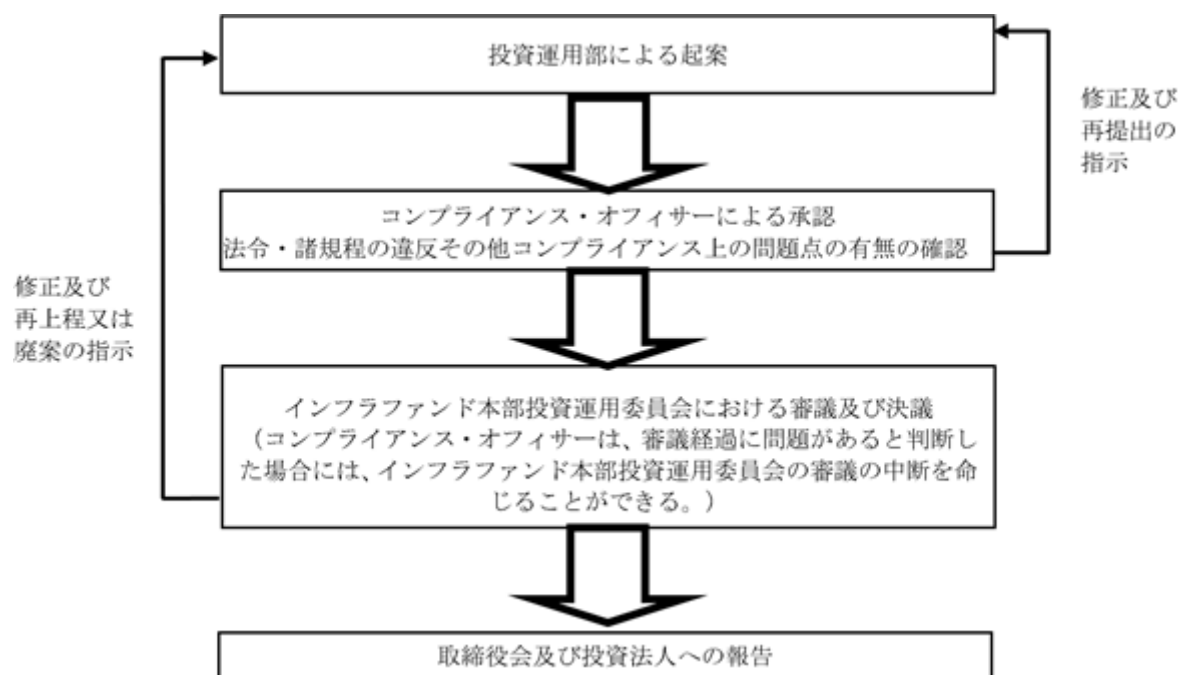 投資運用部による起案
修正及び
再提出の
指示
コンプライアンス・オフィサーによる承認
法令・諸規程の違反その他コンプライアンス上の問題点の有無の確認
修正及び
再上程又は
廃案の指示
インフラファンド本部投資運用委員会における審議及び決議
（コンプライアンス・オフィサーは、審議経過に問題があると判断し
た場合には、インフラファンド本部投資運用委員会の審議の中断を命
じることができる。）
取締役会及び投資法人への報告